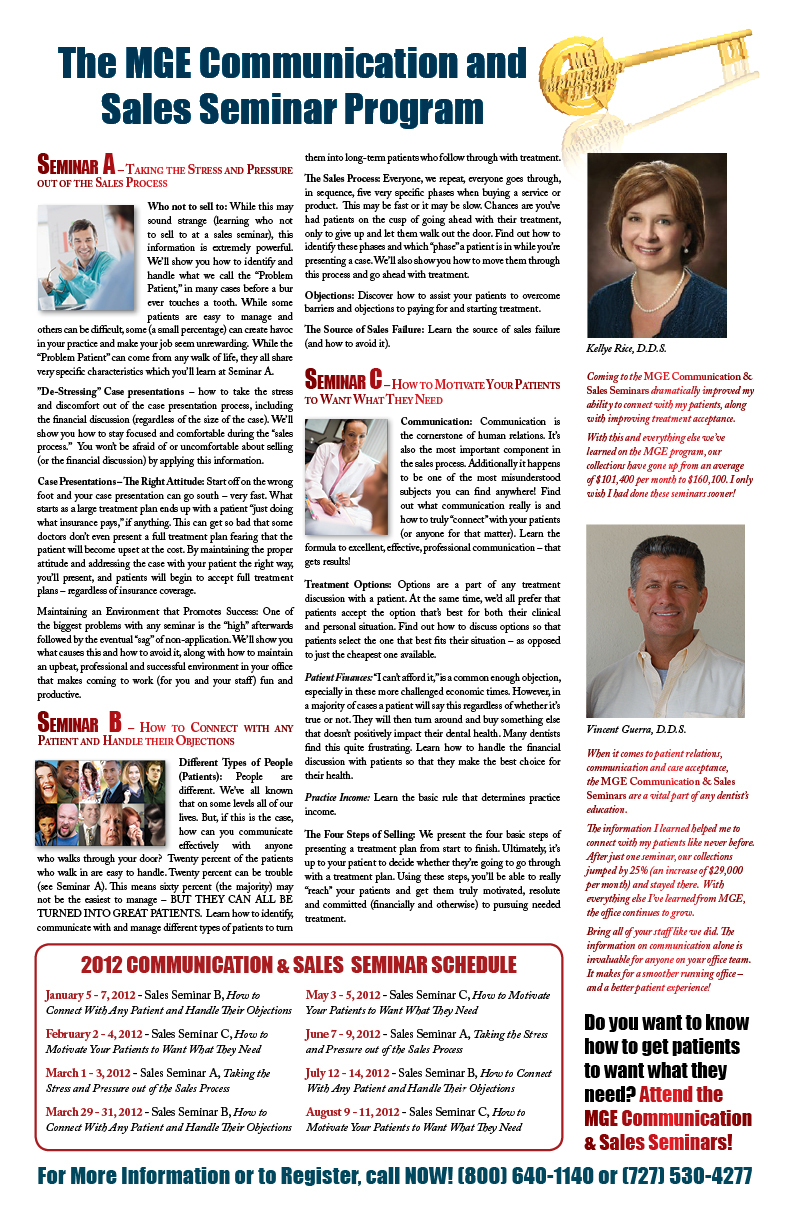 The MGE Communication and
Sales Seminar Program
MGE
MANAGEMENT
EXPERTS
SEMINAR A – TAKING THE STRESS AND PRESSURE
OUT OF THE SALES PROCESS
Who not to sell to: While this may
sound strange (learning who not
to sell to at a sales seminar), this
information is extremely powerful.
We'll show you how to identify and
handle what we call the "Problem
Patient," in many cases before a bur
ever touches a tooth. While some
patients are easy to manage and
others can be difficult, some (a small percentage) can create havoc
in your practice and make your job seem unrewarding. While the
"Problem Patient" can come from any walk of life, they all share
very specific characteristics which you'll learn at Seminar A.
"De-Stressing" Case presentations – how to take the stress
and discomfort out of the case presentation process, including
the financial discussion (regardless of the size of the case). We'll
show you how to stay focused and comfortable during the "sales
process." You won't be afraid of or uncomfortable about selling
(or the financial discussion) by applying this information.
Case Presentations – The Right Attitude: Start off on the wrong
foot and your case presentation can go south – very fast. What
starts as a large treatment plan ends up with a patient "just doing
what insurance pays," if anything. This can get so bad that some
doctors don't even present a full treatment plan fearing that the
patient will become upset at the cost. By maintaining the proper
attitude and addressing the case with your patient the right way,
you'll present, and patients will begin to accept full treatment
plans – regardless of insurance coverage.
Maintaining an Environment that Promotes Success: One of
the biggest problems with any seminar is the "high" afterwards
followed by the eventual "sag" of non-application. We'll show you
what causes this and how to avoid it, along with how to maintain
an upbeat, professional and successful environment in your office
that makes coming to work (for you and your staff) fun and
productive.
SEMINAR B – HOW TO CONNECT WITH ANY
PATIENT AND HANDLE THEIR OBJECTIONS
Different Types of People
(Patients): People are
different. We've all known
that on some levels all of our
lives. But, if this is the case,
how can you communicate
effectively with anyone
who walks through your door? Twenty percent of the patients
who walk in are easy to handle. Twenty percent can be trouble
(see Seminar A). This means sixty percent (the majority) may
not be the easiest to manage – BUT THEY CAN ALL BE
TURNED INTO GREAT PATIENTS. Learn how to identify,
communicate with and manage different types of patients to turn
them into long-term patients who follow through with treatment.
The Sales Process: Everyone, we repeat, everyone goes through,
in sequence, five very specific phases when buying a service or
product. This may be fast or it may be slow. Chances are you've
had patients on the cusp of going ahead with their treatment,
only to give up and let them walk out the door. Find out how to
identify these phases and which "phase" a patient is in while you're
presenting a case. We'll also show you how to move them through
this process and go ahead with treatment.
Objections: Discover how to assist your patients to overcome
barriers and objections to paying for and starting treatment.
The Source of Sales Failure: Learn the source of sales failure
(and how to avoid it).
SEMINAR C – HOW TO MOTIVATE YOUR PATIENTS
TO WANT WHAT THEY NEED
Communication: Communication is
the cornerstone of human relations. It's
also the most important component in
the sales process. Additionally it happens
to be one of the most misunderstood
subjects you can find anywhere! Find
out what communication really is and
how to truly "connect" with your patients
(or anyone for that matter). Learn the
formula to excellent, effective, professional communication – that
gets results!
Treatment Options: Options are a part of any treatment
discussion with a patient. At the same time, we'd all prefer that
patients accept the option that's best for both their clinical
and personal situation. Find out how to discuss options so that
patients select the one that best fits their situation – as opposed
to just the cheapest one available.
Patient Finances: "I can't afford it," is a common enough objection,
especially in these more challenged economic times. However, in
a majority of cases a patient will say this regardless of whether it's
true or not. They will then turn around and buy something else
that doesn't positively impact their dental health. Many dentists
find this quite frustrating. Learn how to handle the financial
discussion with patients so that they make the best choice for
their health.
Practice Income: Learn the basic rule that determines practice
income.
The Four Steps of Selling: We present the four basic steps of
presenting a treatment plan from start to finish. Ultimately, it's
up to your patient to decide whether they're going to go through
with a treatment plan. Using these steps, you'll be able to really
"reach" your patients and get them truly motivated, resolute
and committed (financially and otherwise) to pursuing needed
treatment.
Kellye Rice, D.D.S.
Coming to the MGE Communication &
Sales Seminars dramatically improved my
ability to connect with my patients, along
with improving treatment acceptance.
With this and everything else we've
learned on the MGE program, our
collections have gone up from an average
of $101,400 per month to $160,100. I only
wish I had done these seminars sooner!
Vincent Guerra, D.D.S.
When it comes to patient relations,
communication and case acceptance,
the MGE Communication & Sales
Seminars are a vital part of any dentist's
education.
The information I learned helped me to
connect with my patients like never before.
After just one seminar, our collections
jumped by 25% (an increase of $29,000
per month) and stayed there. With
everything else I've learned from MGE,
the office continues to grow.
Bring all of your staff like we did. The
information on communication alone is
invaluable for anyone on your office team.
It makes for a smoother running office –
and a better patient experience!
2012 COMMUNICATION & SALES SEMINAR SCHEDULE
January 5 - 7, 2012 - Sales Seminar B, How to
Connect With Any Patient and Handle Their Objections
February 2 - 4, 2012 - Sales Seminar C, How to
Motivate Your Patients to Want What They Need
March 1 - 3, 2012 - Sales Seminar A, Taking the
Stress and Pressure out of the Sales Process
March 29 - 31, 2012 - Sales Seminar B, How to
Connect With Any Patient and Handle Their Objections
May 3 - 5, 2012 - Sales Seminar C, How to Motivate
Your Patients to Want What They Need
June 7 - 9, 2012 - Sales Seminar A, Taking the Stress
and Pressure out of the Sales Process
July 12 - 14, 2012 - Sales Seminar B, How to Connect
With Any Patient and Handle Their Objections
August 9 - 11, 2012 - Sales Seminar C, How to
Motivate Your Patients to Want What They Need
Do you want to know
how to get patients
to want what they
need? Attend the
MGE Communication
& Sales Seminars!
For More Information or to Register, call NOW! (800) 640-1140 or (727) 530-4277